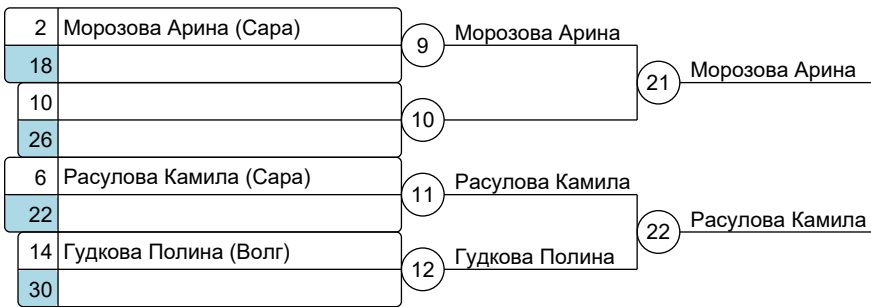 2 Морозова Арина (Сара)
18
10
26
6 Расулова Камила (Сара)
22
14 Гудкова Полина (Волг)
30
9 Морозова Арина
10
11 Расулова Камила
12 Гудкова Полина
21 Морозова Арина
22 Расулова Камила